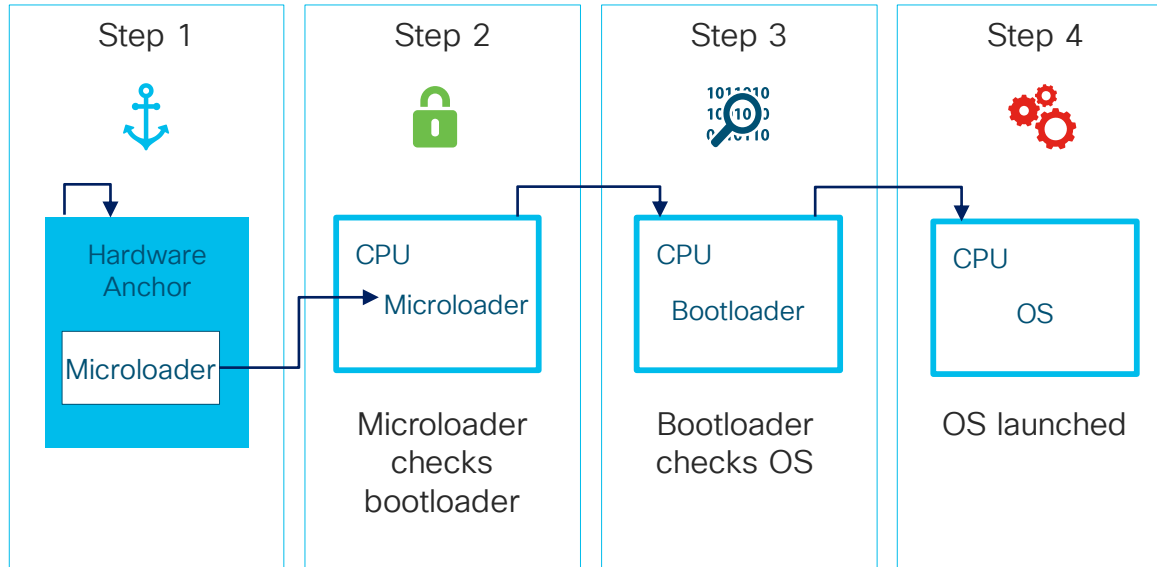 Step 1
Hardware
Anchor
Microloader
Step 2
CPU
Microloader
Microloader
checks
bootloader
Step 3
CPU
Bootloader
Bootloader
checks OS
Step 4
CPU
OS
OS launched